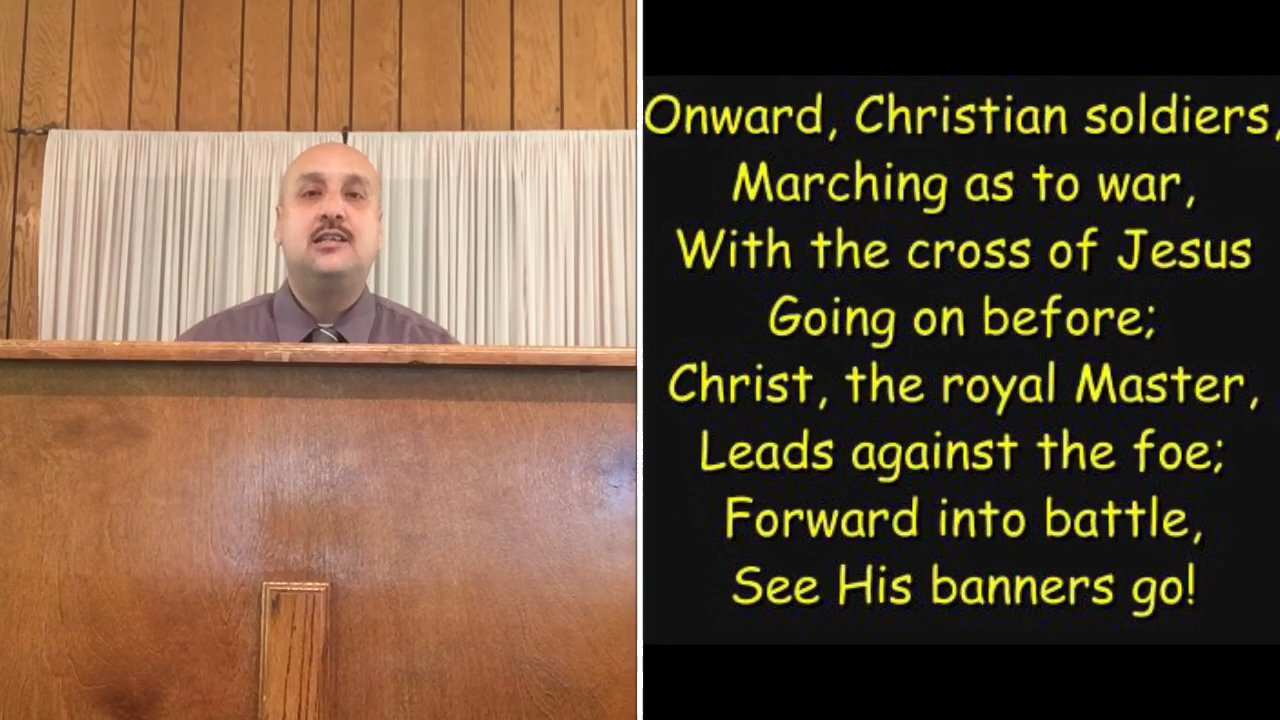 Onward, Christian soldiers,
Marching as to war,
With the cross of Jesus
Going on before;
Christ, the royal Master,
Leads against the foe;
Forward into battle,
See His banners go!